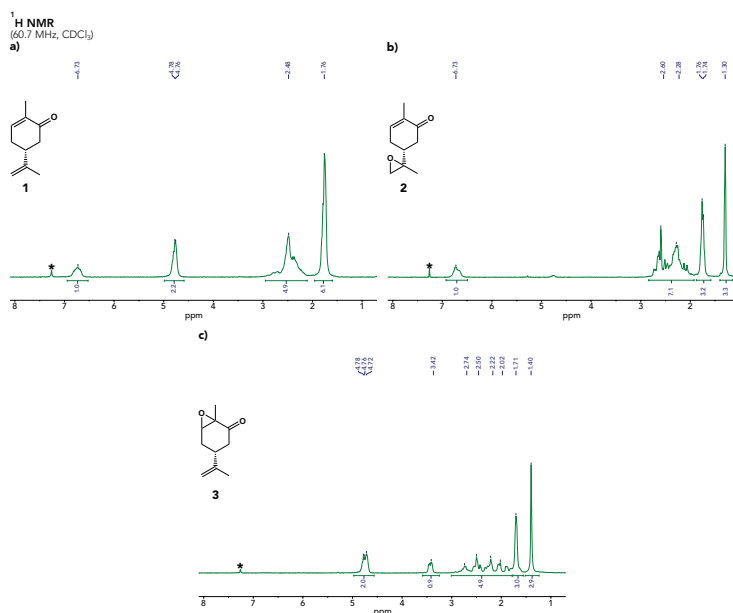 ¹H NMR
(60.7 MHz, CDCl₃)
a)
6.73
4.78
4.76
2.48
1.76
O
1
*
1.0
2.2
4.9
6.1
8 7 6 5 4 3 2 1
ppm
b)
6.73
2.60
2.28
1.76
1.74
1.30
O
O
2
*
1.0
7.1
3.2
3.3
8 7 6 5 4 3 2
ppm
c)
4.78
4.76
4.72
3.42
2.74
2.50
2.22
2.02
1.71
1.40
O
O
3
*
2.0
0.9
4.9
3.0
2.9
8 7 6 5 4 3 2 1
ppm